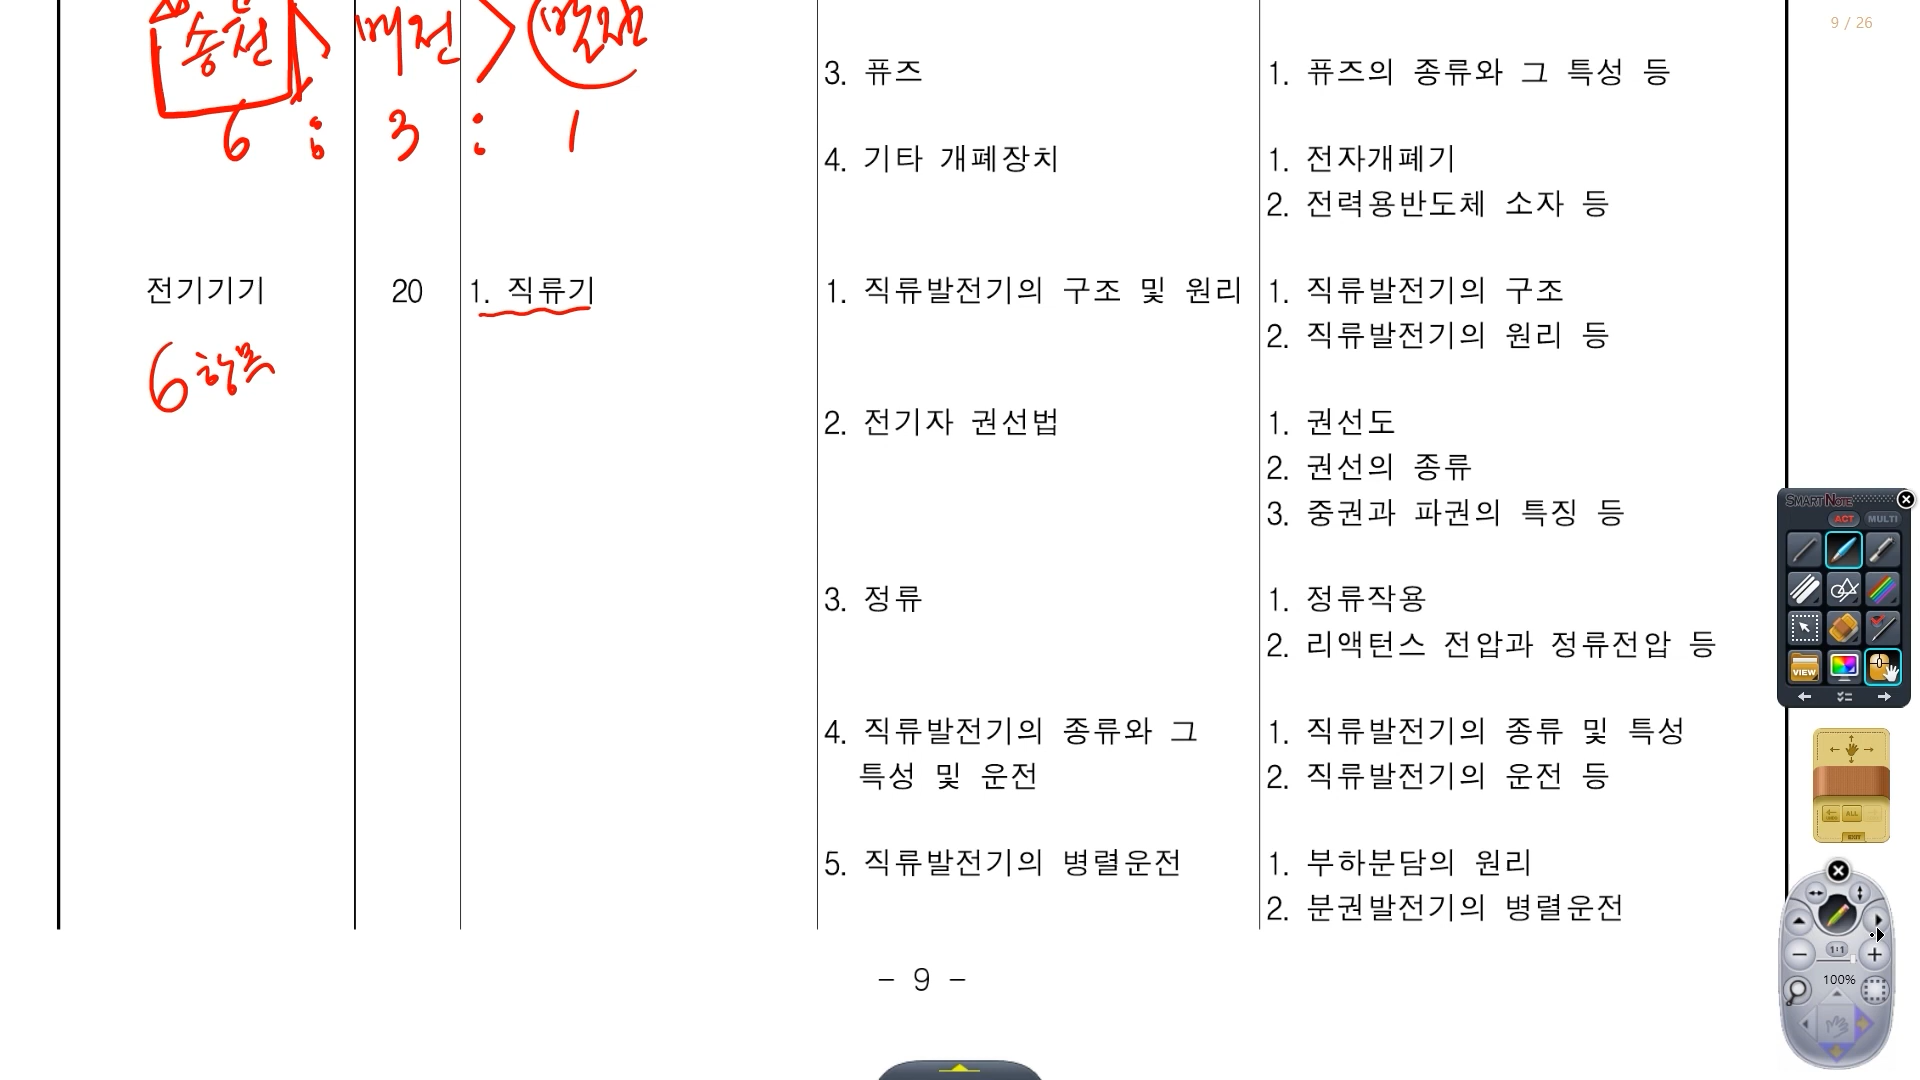 9 / 26
송전 > 배전 > 발전
6 : 3 : 1
3. 퓨즈
1. 퓨즈의 종류와 그 특성 등
4. 기타 개폐장치
1. 전자개폐기
2. 전력용반도체 소자 등
전기기기
20
1. 직류기
1. 직류발전기의 구조 및 원리
1. 직류발전기의 구조
2. 직류발전기의 원리 등
6항목
2. 전기자 권선법
1. 권선도
2. 권선의 종류
3. 중권과 파권의 특징 등
3. 정류
1. 정류작용
2. 리액턴스 전압과 정류전압 등
4. 직류발전기의 종류와 그
특성 및 운전
1. 직류발전기의 종류 및 특성
2. 직류발전기의 운전 등
5. 직류발전기의 병렬운전
1. 부하분담의 원리
2. 분권발전기의 병렬운전
- 9 -
SMART NOTE
ACT MULTI
VIEW
ALL
EXIT
1:1
100%